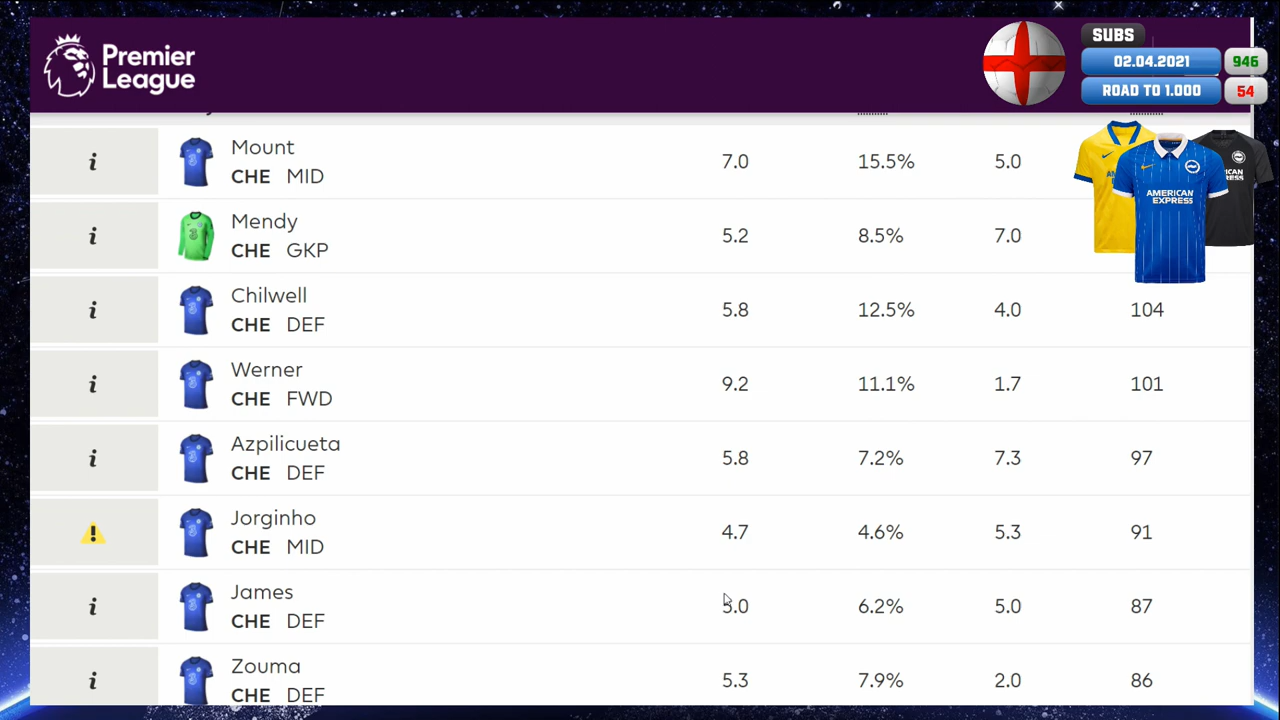 Premier
League
SUBS
02.04.2021 946
ROAD TO 1.000 54
i Mount 7.0 15.5% 5.0
CHE MID
i Mendy 5.2 8.5% 7.0
CHE GKP
i Chilwell 5.8 12.5% 4.0 104
CHE DEF
i Werner 9.2 11.1% 1.7 101
CHE FWD
i Azpilicueta 5.8 7.2% 7.3 97
CHE DEF
! Jorginho 4.7 4.6% 5.3 91
CHE MID
i James 5.0 6.2% 5.0 87
CHE DEF
i Zouma 5.3 7.9% 2.0 86
CHE DEF
AMERICAN
EXPRESS